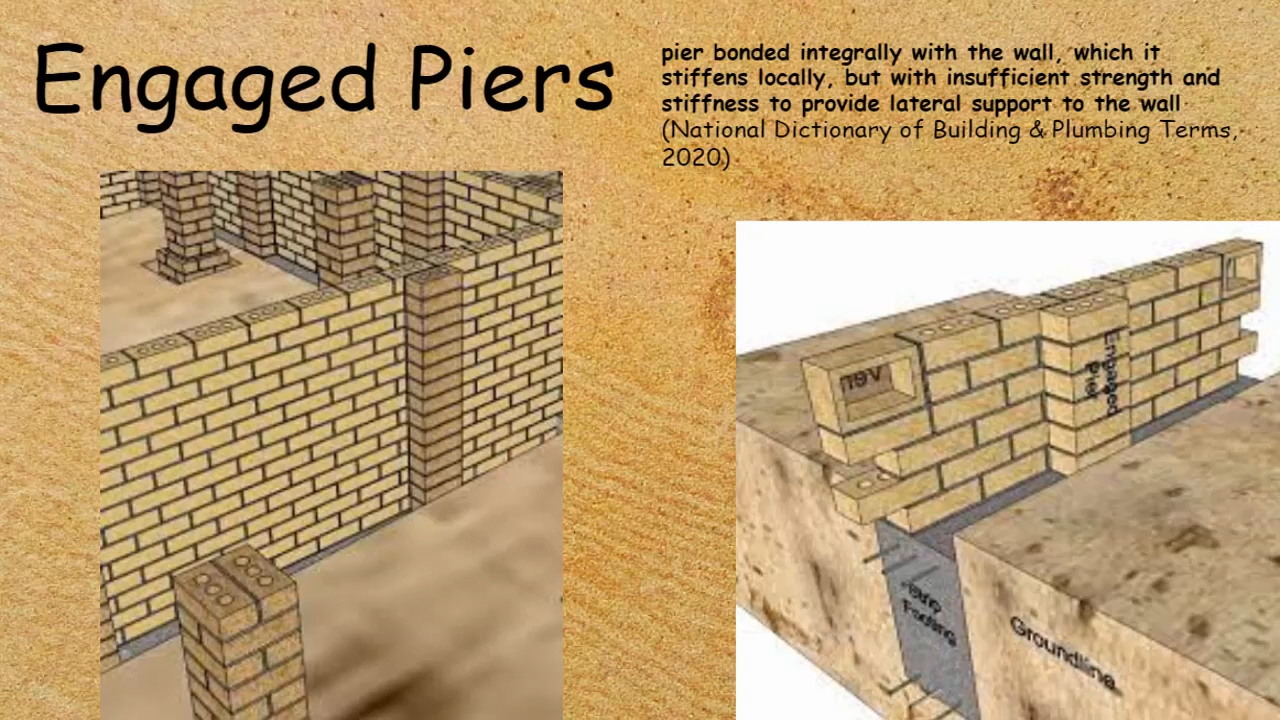 Engaged Piers
pier bonded integrally with the wall, which it
stiffens locally, but with insufficient strength and
stiffness to provide lateral support to the wall
(National Dictionary of Building & Plumbing Terms,
2020)
Engaged
Pier
Footing
Groundline